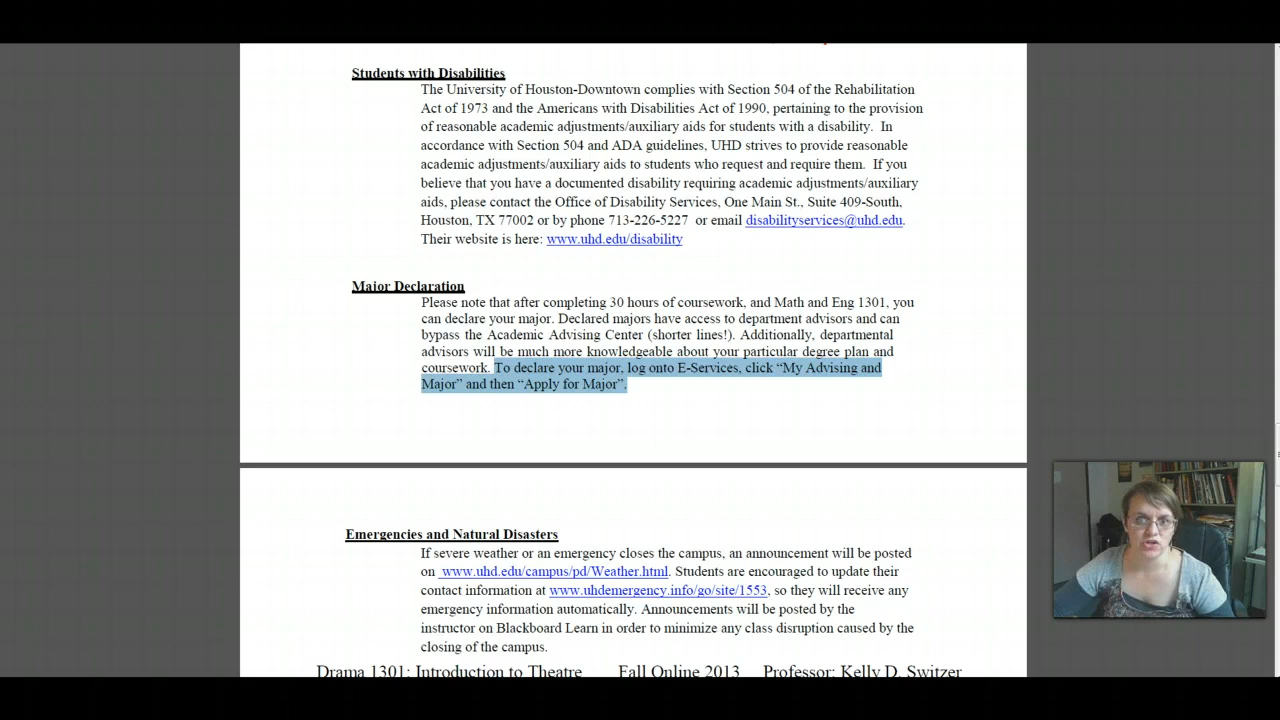 Students with Disabilities
The University of Houston-Downtown complies with Section 504 of the Rehabilitation
Act of 1973 and the Americans with Disabilities Act of 1990, pertaining to the provision
of reasonable academic adjustments/auxiliary aids for students with a disability. In
accordance with Section 504 and ADA guidelines, UHD strives to provide reasonable
academic adjustments/auxiliary aids to students who request and require them. If you
believe that you have a documented disability requiring academic adjustments/auxiliary
aids, please contact the Office of Disability Services, One Main St., Suite 409-South,
Houston, TX 77002 or by phone 713-226-5227 or email disabilityservices@uhd.edu.
Their website is here: www.uhd.edu/disability
Major Declaration
Please note that after completing 30 hours of coursework, and Math and Eng 1301, you
can declare your major. Declared majors have access to department advisors and can
bypass the Academic Advising Center (shorter lines!). Additionally, departmental
advisors will be much more knowledgeable about your particular degree plan and
coursework. To declare your major, log onto E-Services, click “My Advising and
Major” and then “Apply for Major”.
Emergencies and Natural Disasters
If severe weather or an emergency closes the campus, an announcement will be posted
on www.uhd.edu/campus/pd/Weather.html. Students are encouraged to update their
contact information at www.uhdemergency.info/go/site/1553, so they will receive any
emergency information automatically. Announcements will be posted by the
instructor on Blackboard Learn in order to minimize any class disruption caused by the
closing of the campus.
Drama 1301: Introduction to Theatre Fall Online 2013 Professor: Kelly D. Switzer